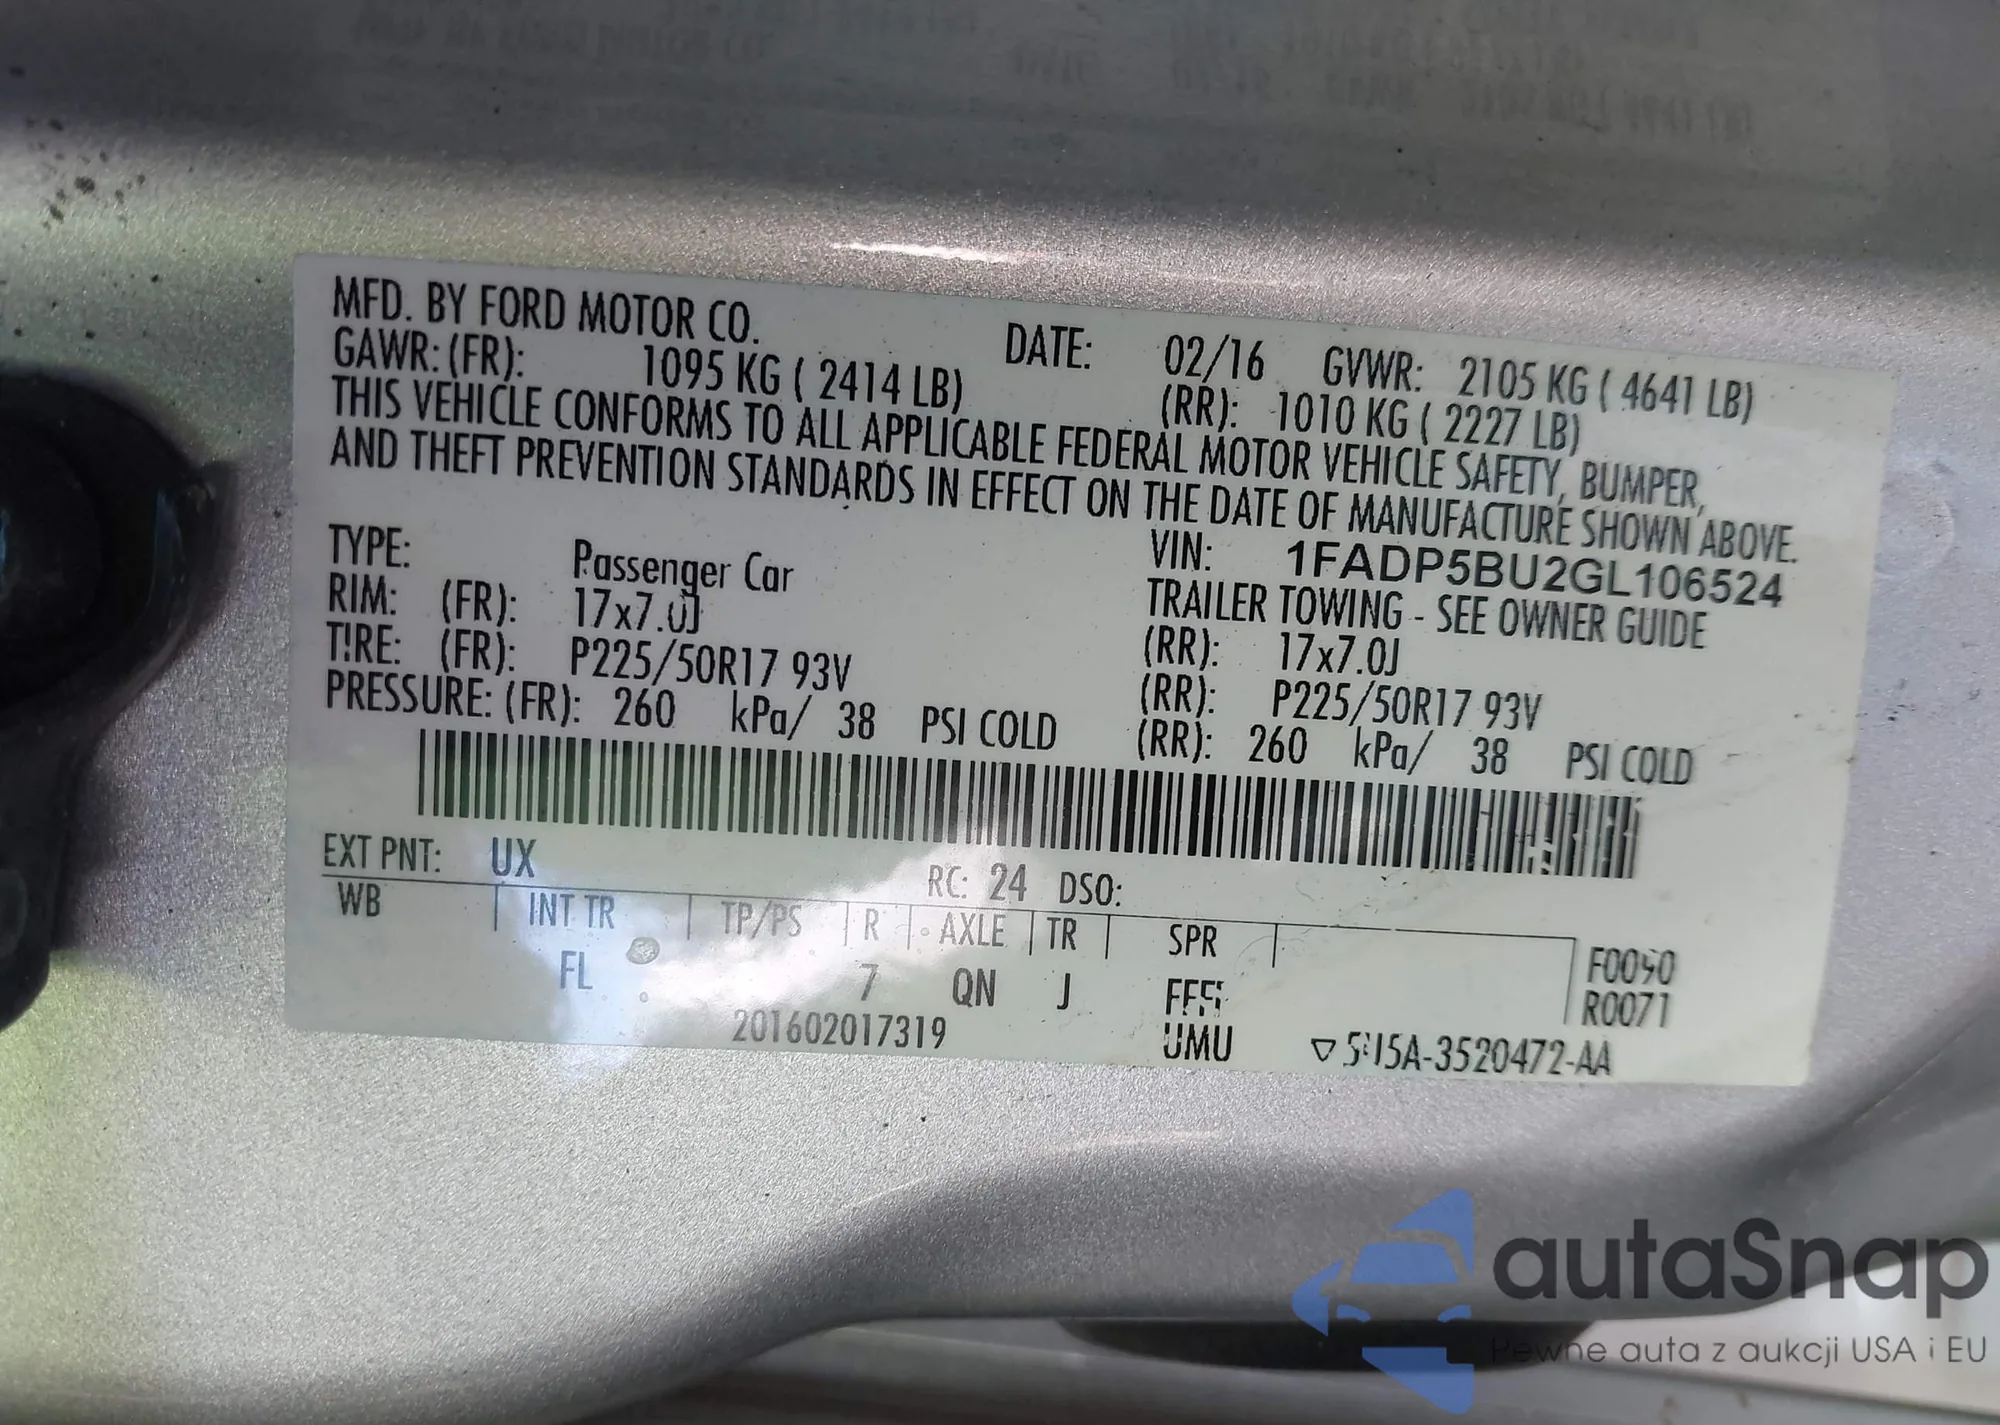 MFD. BY FORD MOTOR CO. DATE: 02/16 GVWR: 2105 KG ( 4641 LB)
GAWR: (FR): 1095 KG ( 2414 LB) (RR): 1010 KG ( 2227 LB)
THIS VEHICLE CONFORMS TO ALL APPLICABLE FEDERAL MOTOR VEHICLE SAFETY, BUMPER,
AND THEFT PREVENTION STANDARDS IN EFFECT ON THE DATE OF MANUFACTURE SHOWN ABOVE.
VIN: 1FADP5BU2GL106524
TYPE: Passenger Car TRAILER TOWING - SEE OWNER GUIDE
RIM: (FR): 17x7.0J (RR): 17x7.0J
TIRE: (FR): P225/50R17 93V (RR): P225/50R17 93V
PRESSURE: (FR): 260 kPa/ 38 PSI COLD (RR): 260 kPa/ 38 PSI COLD
EXT PNT: UX RC: 24 DSO:
WB INT TR TP/PS R AXLE TR SPR
FL 7 QN J
F0090
R0071
201602017319 UMU
autaSnap
Pewne auta z aukcji USA i EU